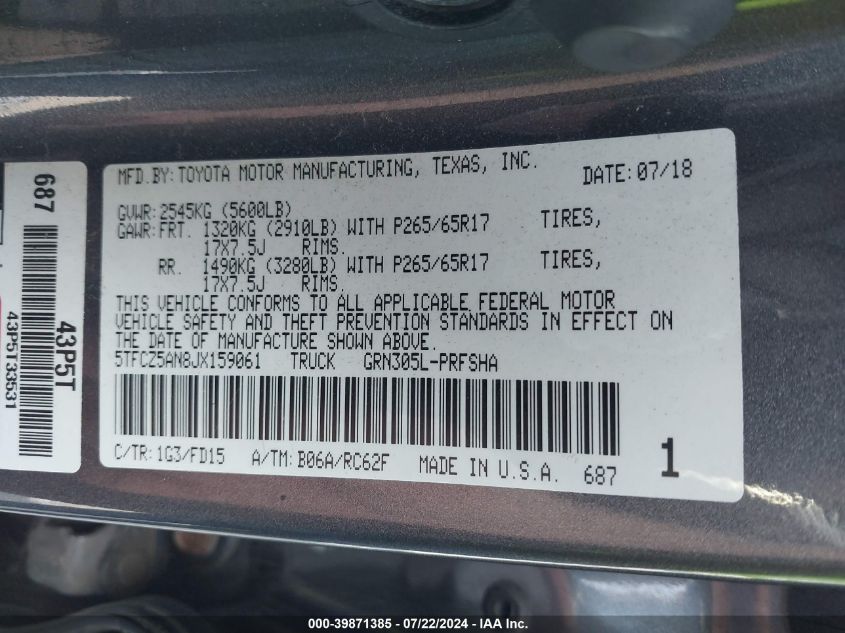 687
43P5T
43P5T33531
MFD.BY:TOYOTA MOTOR MANUFACTURING, TEXAS, INC. DATE:07/18
GVWR:2545KG (5600LB)
GAWR:FRT. 1320KG (2910LB) WITH P265/65R17 TIRES,
17X7.5J RIMS.
RR. 1490KG (3280LB) WITH P265/65R17 TIRES,
17X7.5J RIMS.
THIS VEHICLE CONFORMS TO ALL APPLICABLE FEDERAL MOTOR
VEHICLE SAFETY AND THEFT PREVENTION STANDARDS IN EFFECT ON
THE DATE OF MANUFACTURE SHOWN ABOVE.
5TFCZ5AN8JX159061 TRUCK GRN305L-PRFSHA
C/TR:1G3/FD15 A/TM:B06A/RC62F MADE IN U.S.A. 687 1
000-39871385 - 07/22/2024 - IAA Inc.